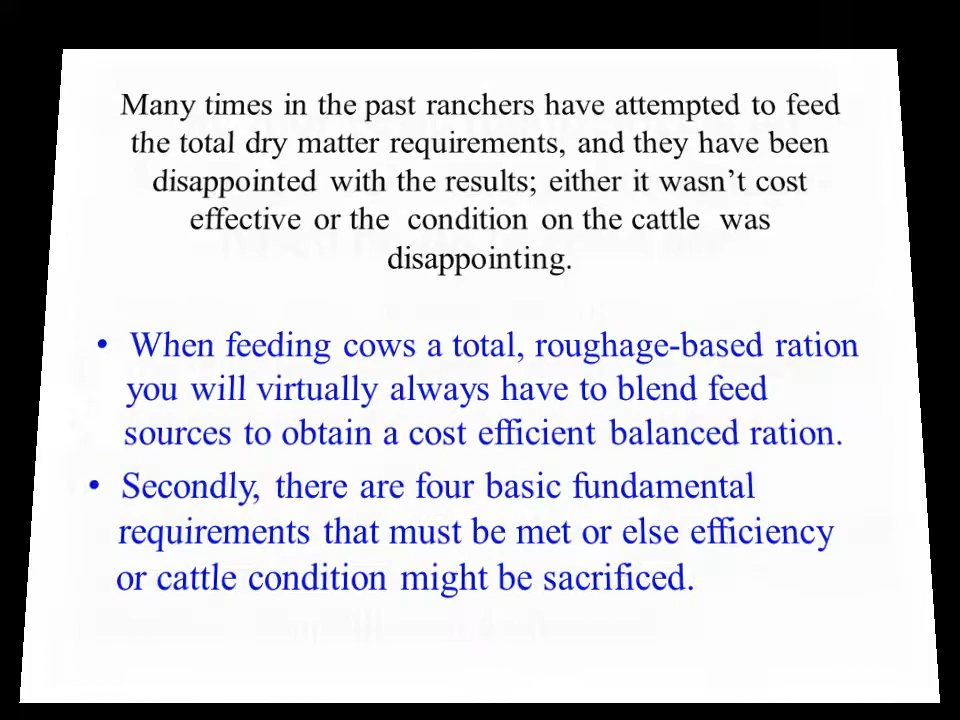 Many times in the past ranchers have attempted to feed
the total dry matter requirements, and they have been
disappointed with the results; either it wasn’t cost
effective or the condition on the cattle was
disappointing.
• When feeding cows a total, roughage-based ration
you will virtually always have to blend feed
sources to obtain a cost efficient balanced ration.
• Secondly, there are four basic fundamental
requirements that must be met or else efficiency
or cattle condition might be sacrificed.